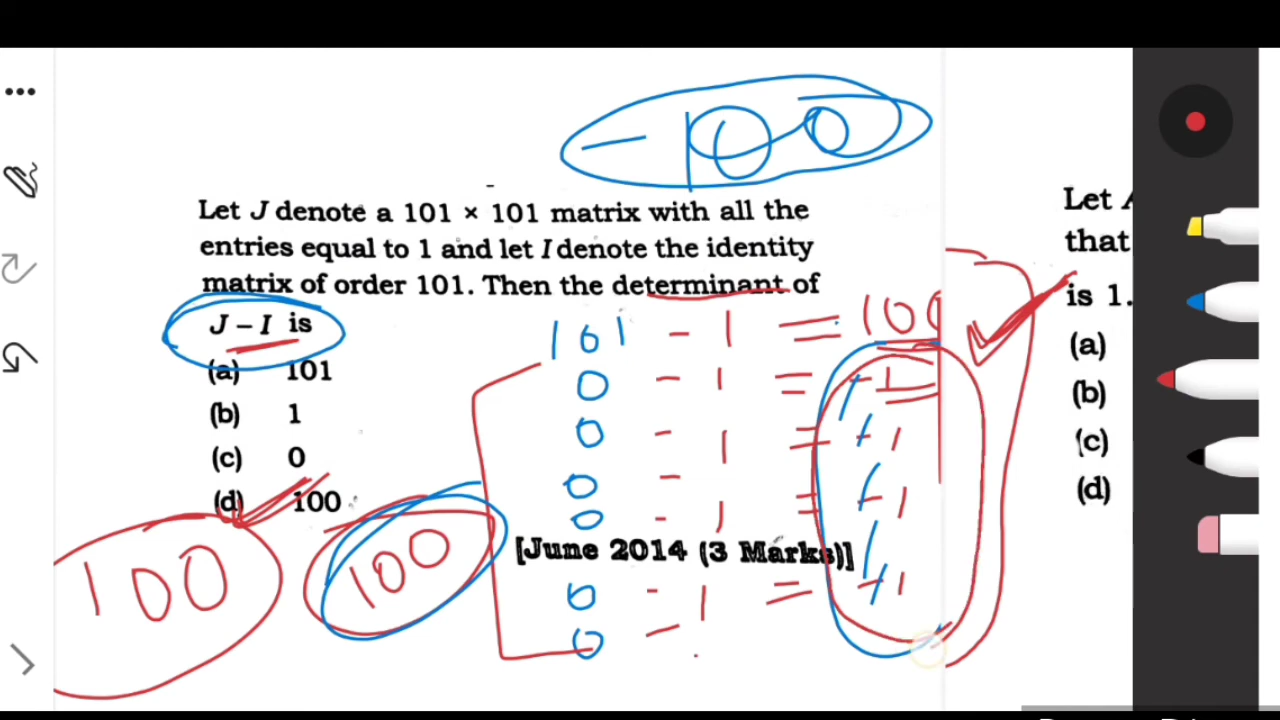 -100
Let J denote a 101 × 101 matrix with all the
entries equal to 1 and let I denote the identity
matrix of order 101. Then the determinant of
J – I is
(a) 101
(b) 1
(c) 0
(d) 100
[June 2014 (3 Marks)]
101 - 1 = 100
0 - 1 = -1
0 - 1 = -1
0 - 1 = -1
0
0 - 1 = -1
0 -
100
100
Let
that
is 1.
(a)
(b)
(c)
(d)